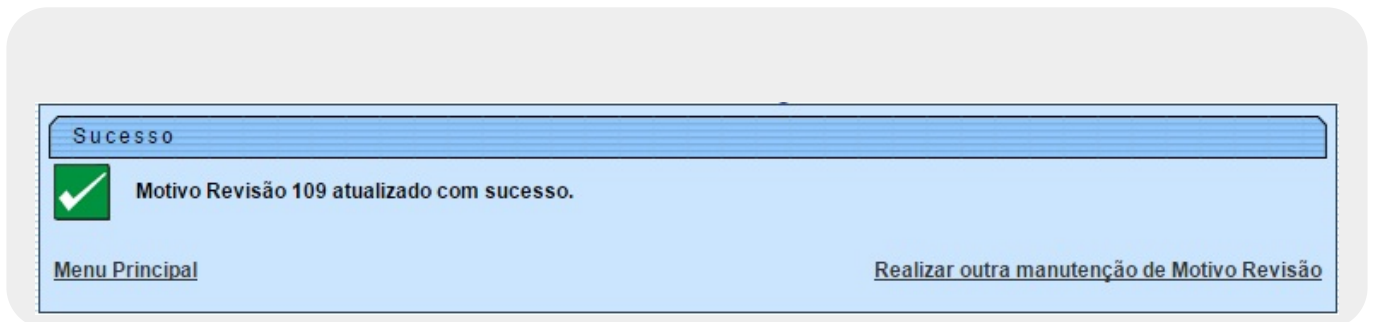 Sucesso
Motivo Revisão 109 atualizado com sucesso.
Menu Principal
Realizar outra manutenção de Motivo Revisão